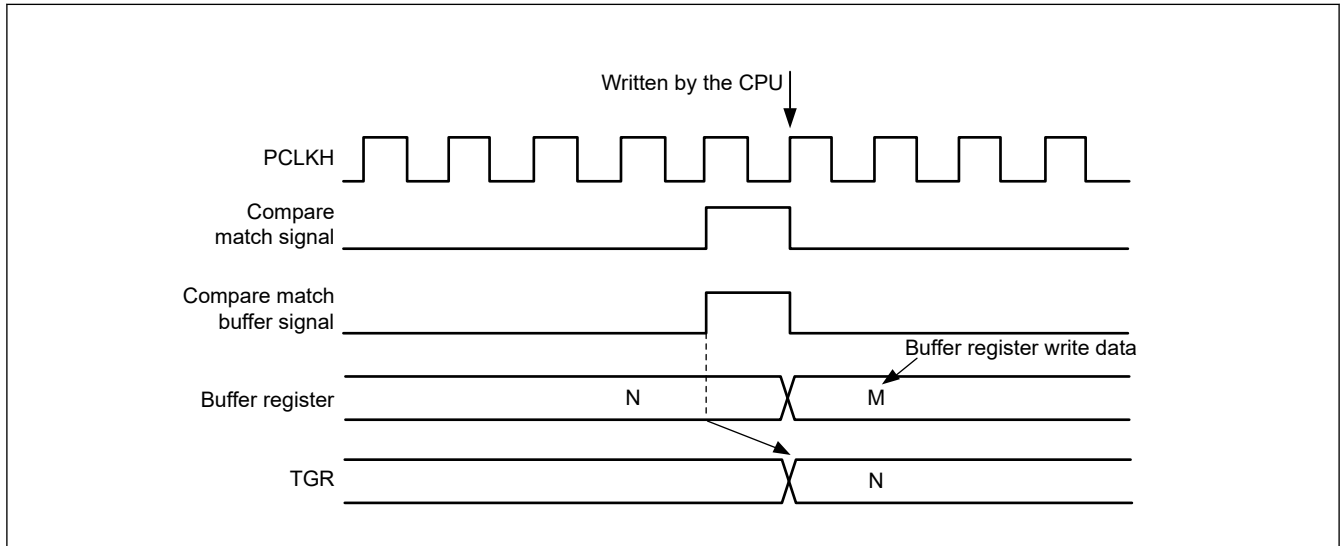 Written by the CPU
PCLKH
Compare
match signal
Compare match
buffer signal
Buffer register write data
Buffer register
N
M
TGR
N